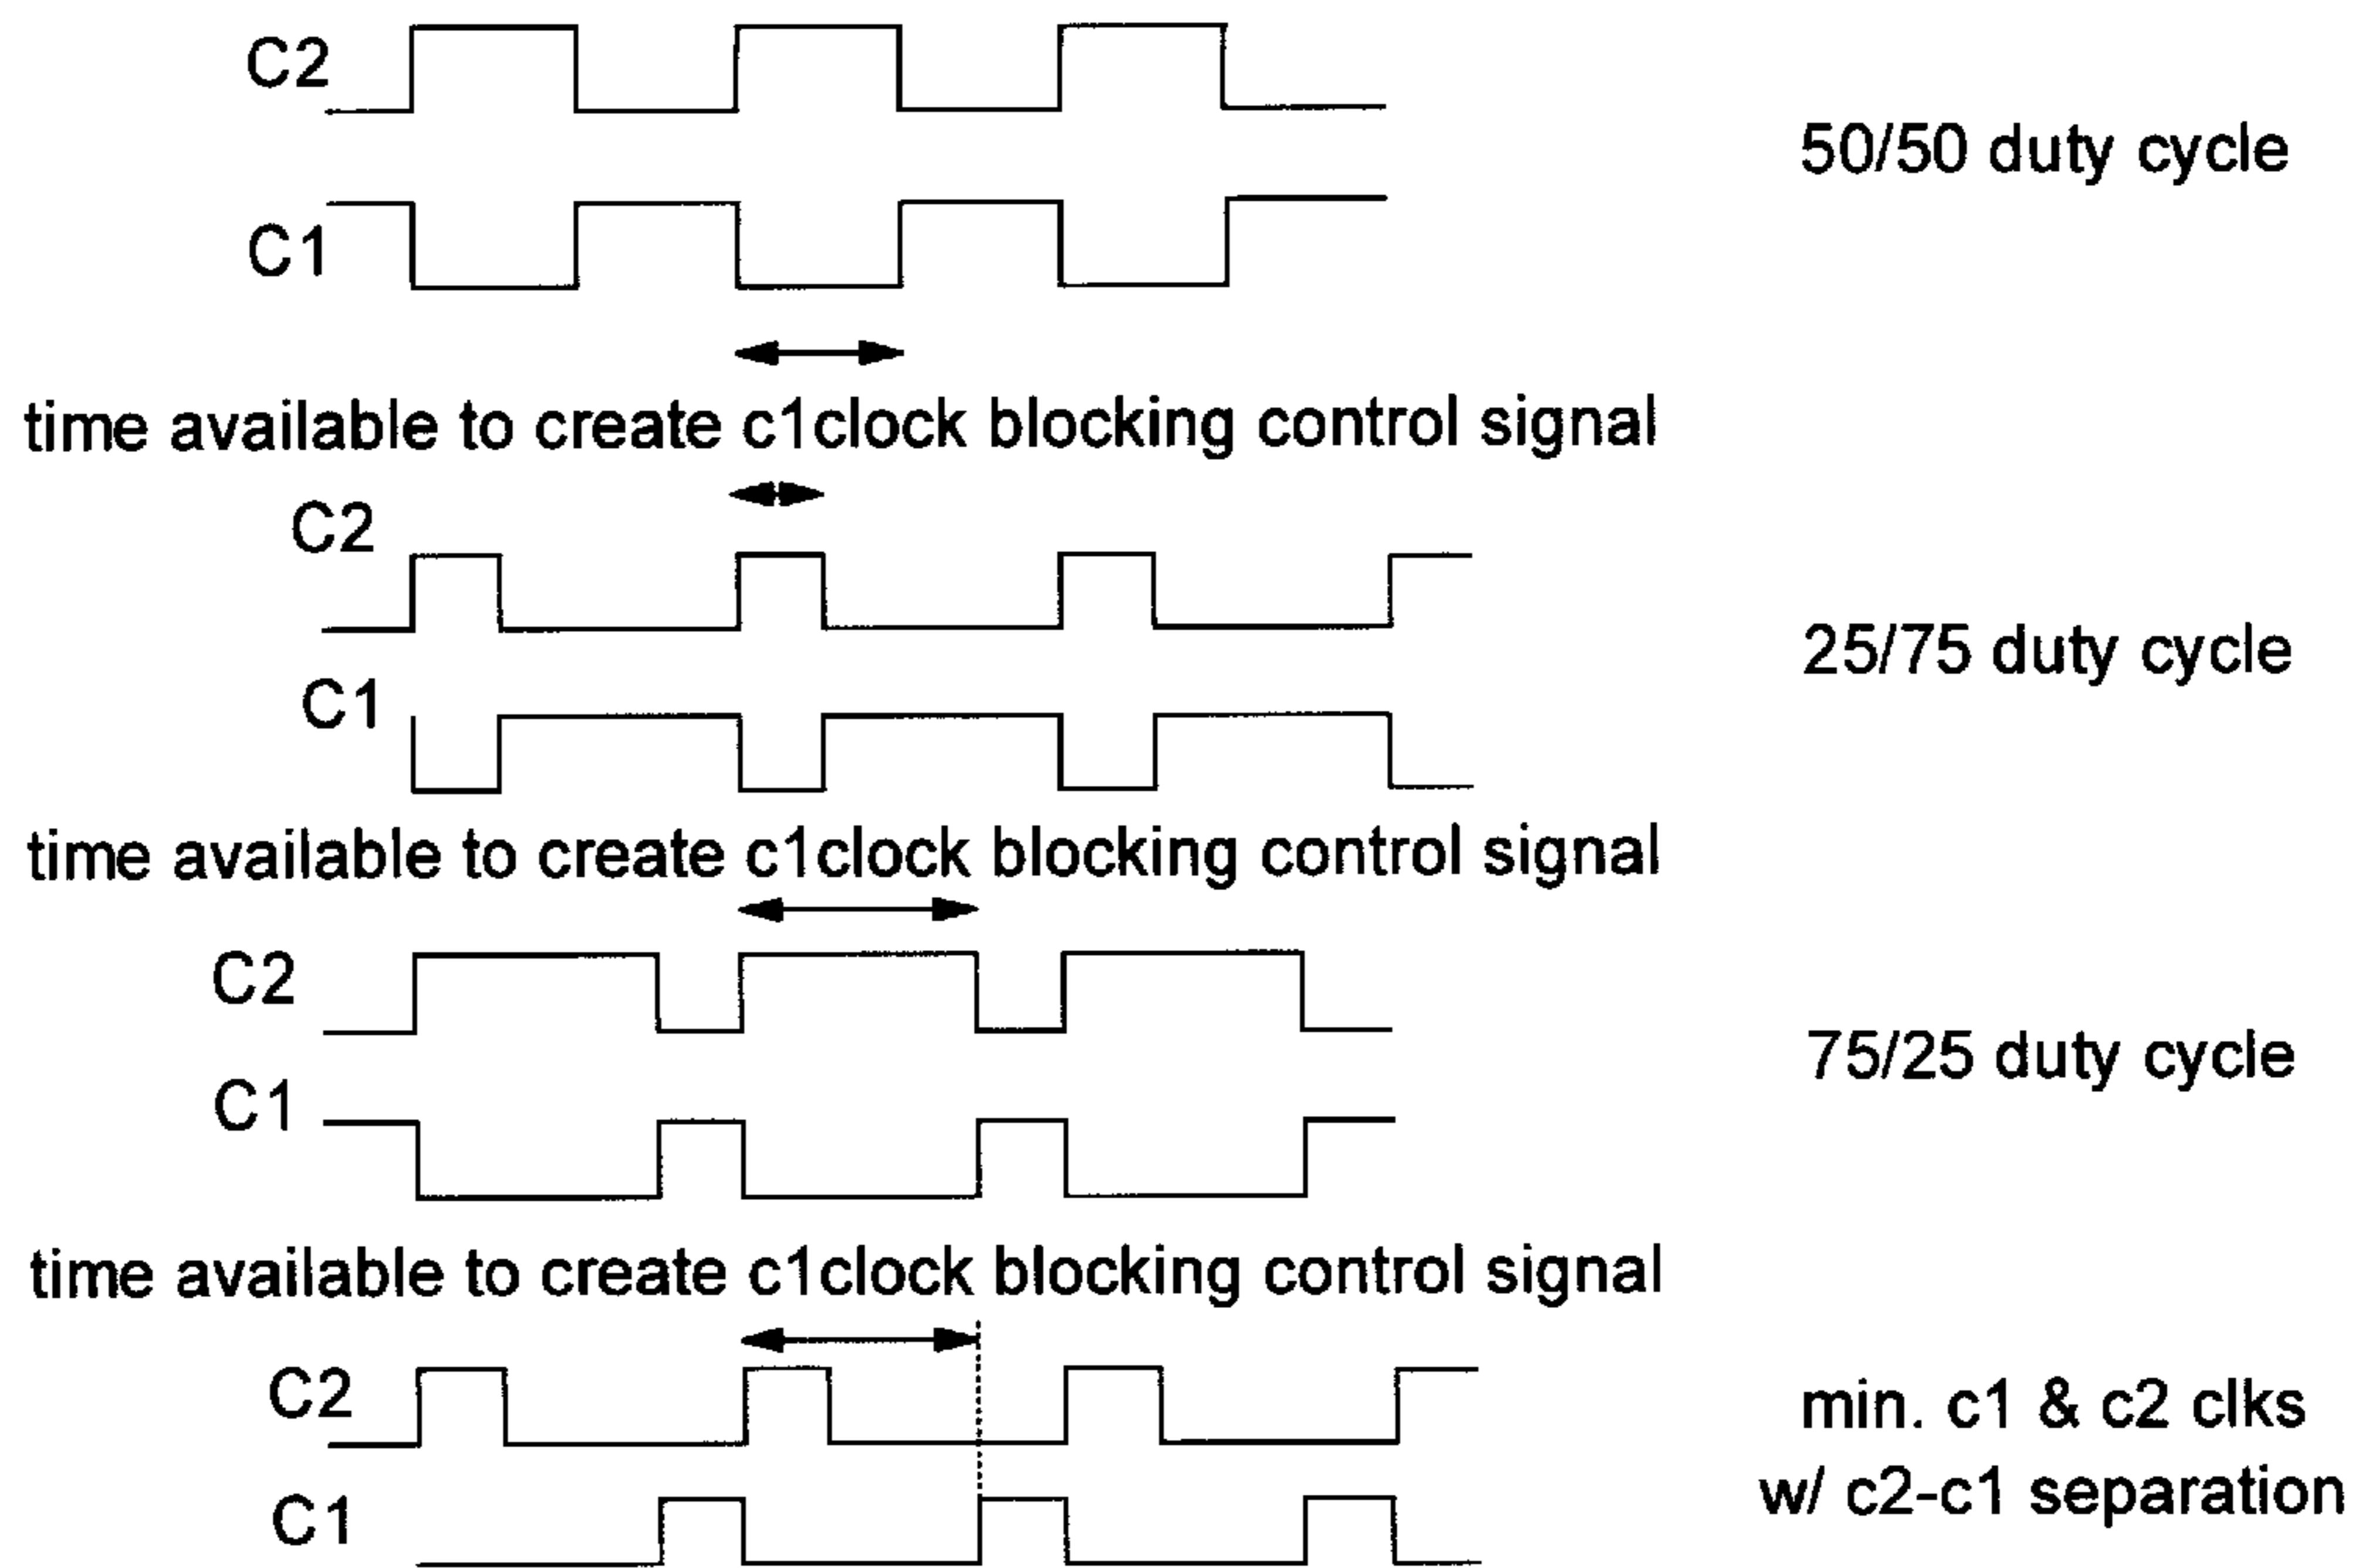 C2
50/50 duty cycle
C1
time available to create c1clock blocking control signal
C2
25/75 duty cycle
C1
time available to create c1clock blocking control signal
C2
75/25 duty cycle
C1
time available to create c1clock blocking control signal
C2
min. c1 & c2 clks
w/ c2-c1 separation
C1